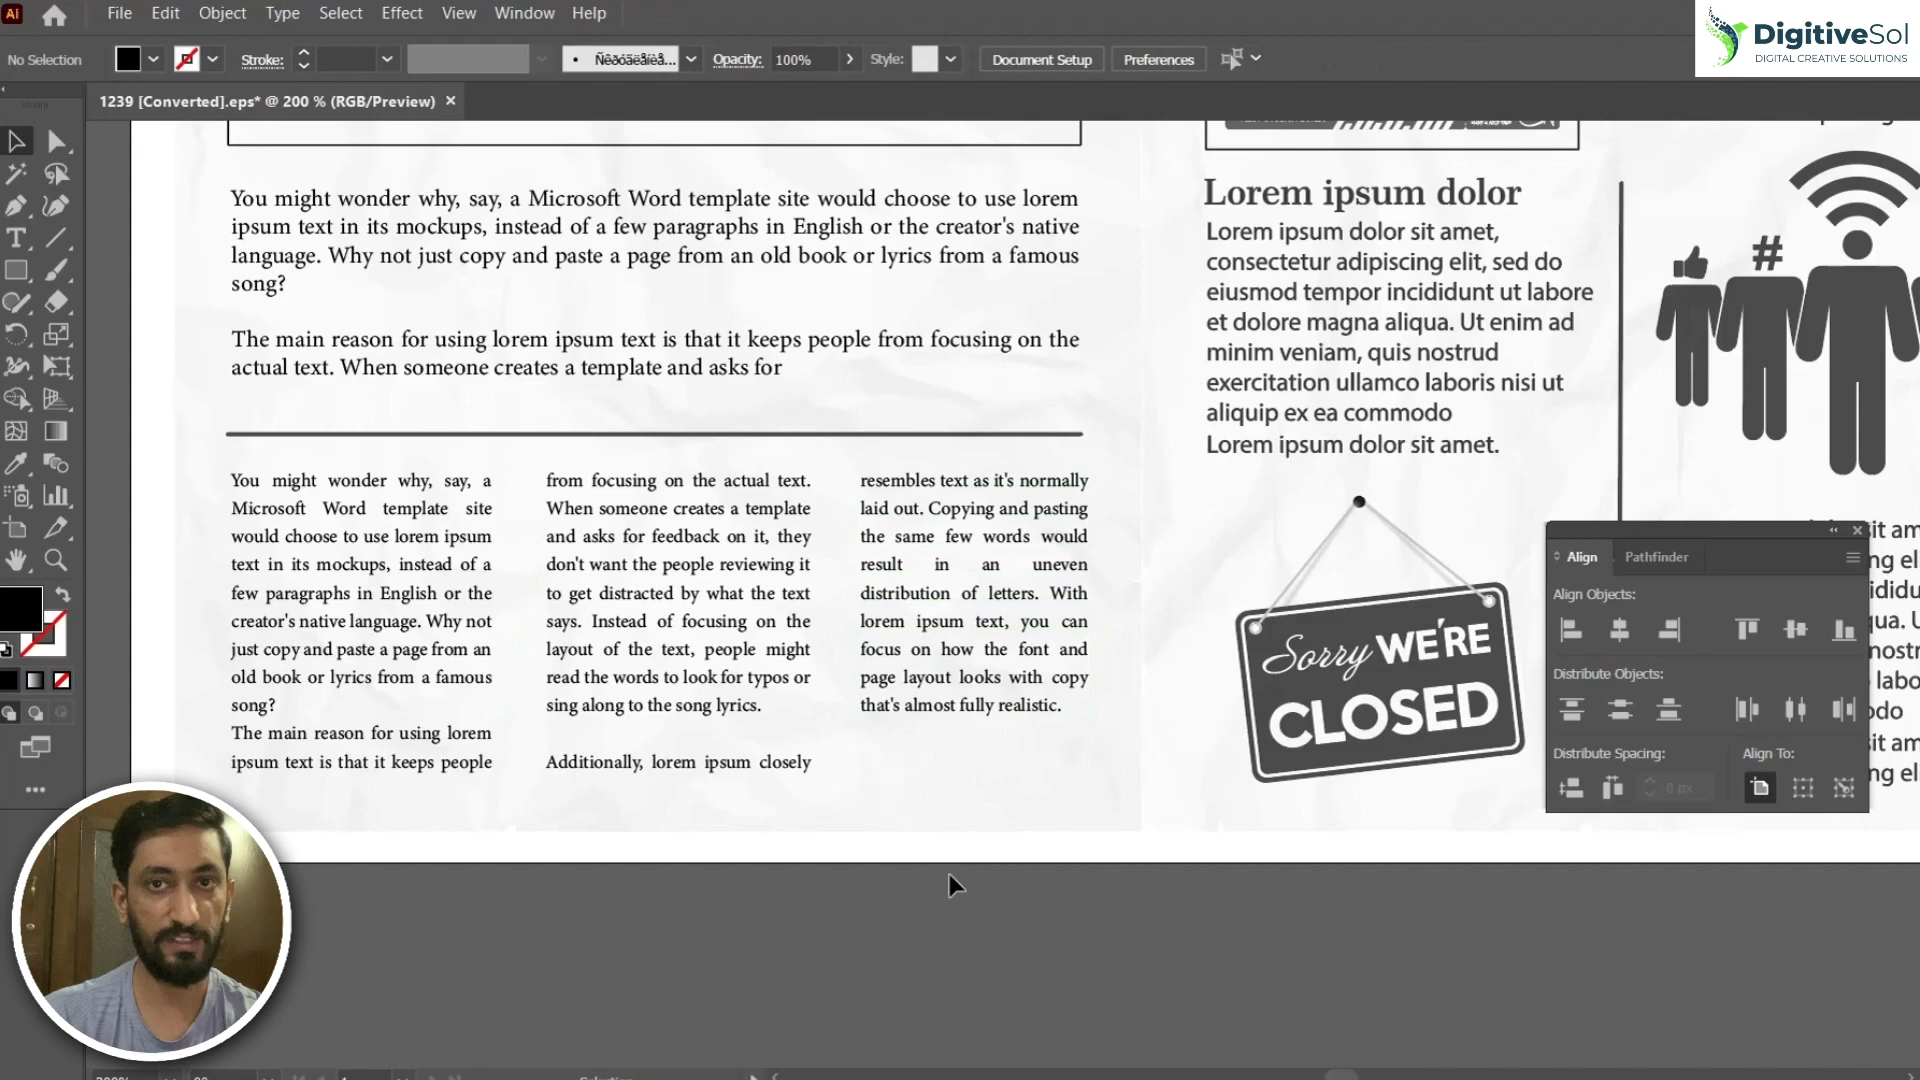 Ai
File Edit Object Type Select Effect View Window Help
DigitiveSol
DIGITAL CREATIVE SOLUTIONS
No Selection Stroke: Ñêðóãëåíèå... Opacity: 100% Style: Document Setup Preferences
1239 [Converted].eps* @ 200 % (RGB/Preview) ×
You might wonder why, say, a Microsoft Word template site would choose to use lorem
ipsum text in its mockups, instead of a few paragraphs in English or the creator's native
language. Why not just copy and paste a page from an old book or lyrics from a famous
song?
The main reason for using lorem ipsum text is that it keeps people from focusing on the
actual text. When someone creates a template and asks for
You might wonder why, say, a
Microsoft Word template site
would choose to use lorem ipsum
text in its mockups, instead of a
few paragraphs in English or the
creator's native language. Why not
just copy and paste a page from an
old book or lyrics from a famous
song?
The main reason for using lorem
ipsum text is that it keeps people
from focusing on the actual text.
When someone creates a template
and asks for feedback on it, they
don't want the people reviewing it
to get distracted by what the text
says. Instead of focusing on the
layout of the text, people might
read the words to look for typos or
sing along to the song lyrics.
Additionally, lorem ipsum closely
resembles text as it's normally
laid out. Copying and pasting
the same few words would
result in an uneven
distribution of letters. With
lorem ipsum text, you can
focus on how the font and
page layout looks with copy
that's almost fully realistic.
Lorem ipsum dolor
Lorem ipsum dolor sit amet,
consectetur adipiscing elit, sed do
eiusmod tempor incididunt ut labore
et dolore magna aliqua. Ut enim ad
minim veniam, quis nostrud
exercitation ullamco laboris nisi ut
aliquip ex ea commodo
Lorem ipsum dolor sit amet.
#
Sorry WE'RE
CLOSED
Align Pathfinder
Align Objects:
Distribute Objects:
Distribute Spacing: Align To:
0 px